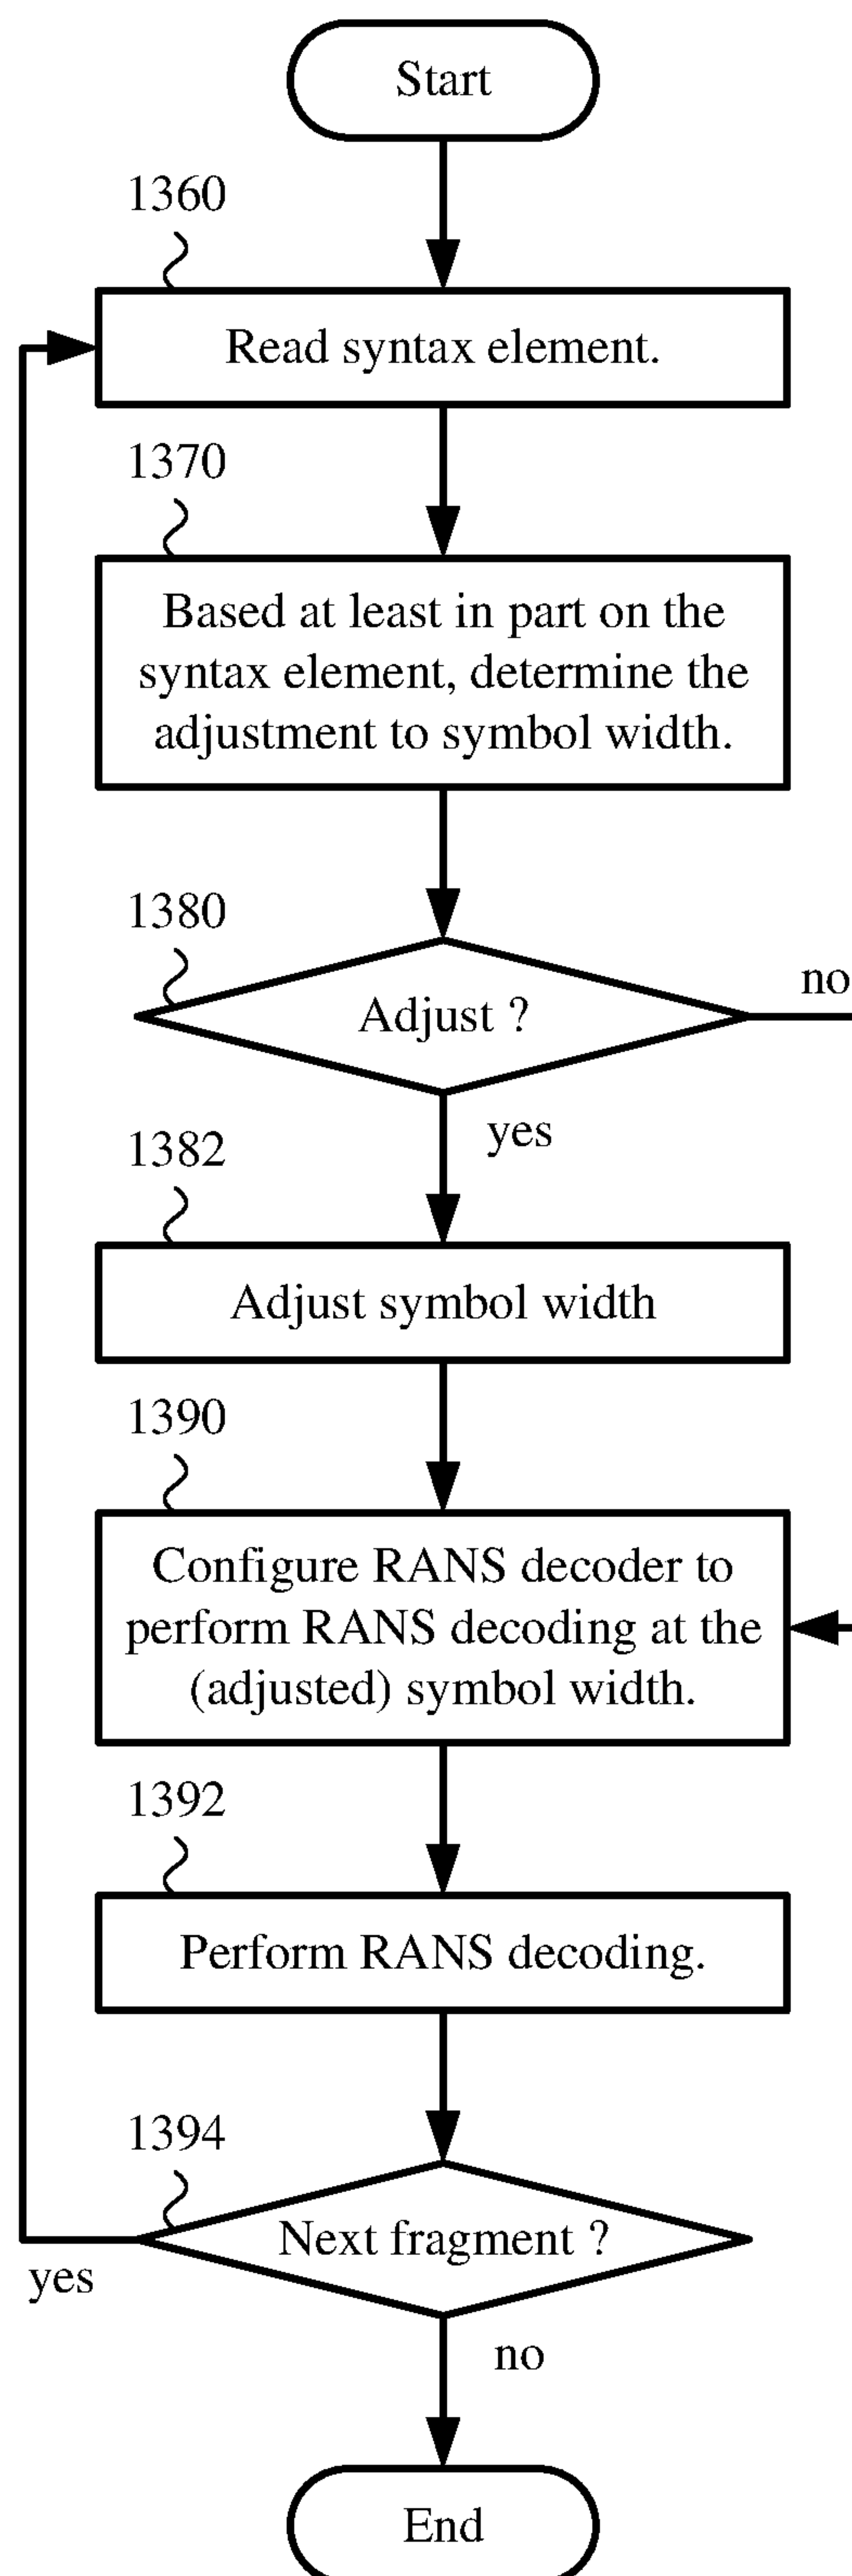 Start
1360
Read syntax element.
1370
Based at least in part on the
syntax element, determine the
adjustment to symbol width.
1380
Adjust ?
no
yes
1382
Adjust symbol width
1390
Configure RANS decoder to
perform RANS decoding at the
(adjusted) symbol width.
1392
Perform RANS decoding.
1394
Next fragment ?
yes
no
End